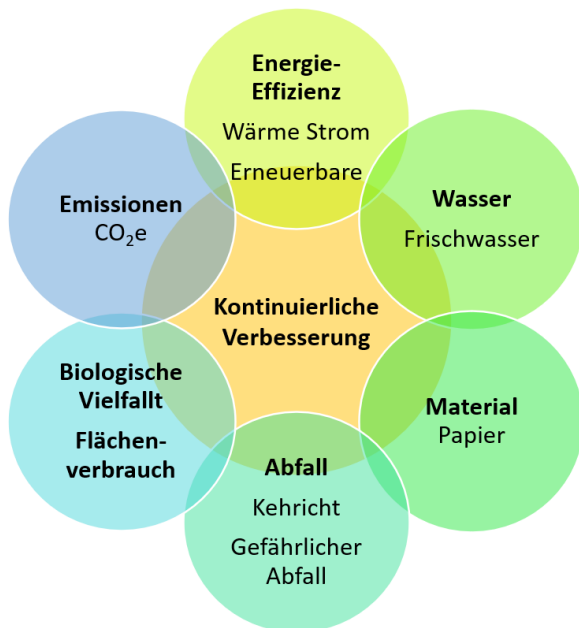 Energie-
Effizienz
Wärme Strom
Erneuerbare
Wasser
Frischwasser
Emissionen
CO₂e
Kontinuierliche
Verbesserung
Biologische
Vielfallt
Flächen-
verbrauch
Material
Papier
Abfall
Kehricht
Gefährlicher
Abfall